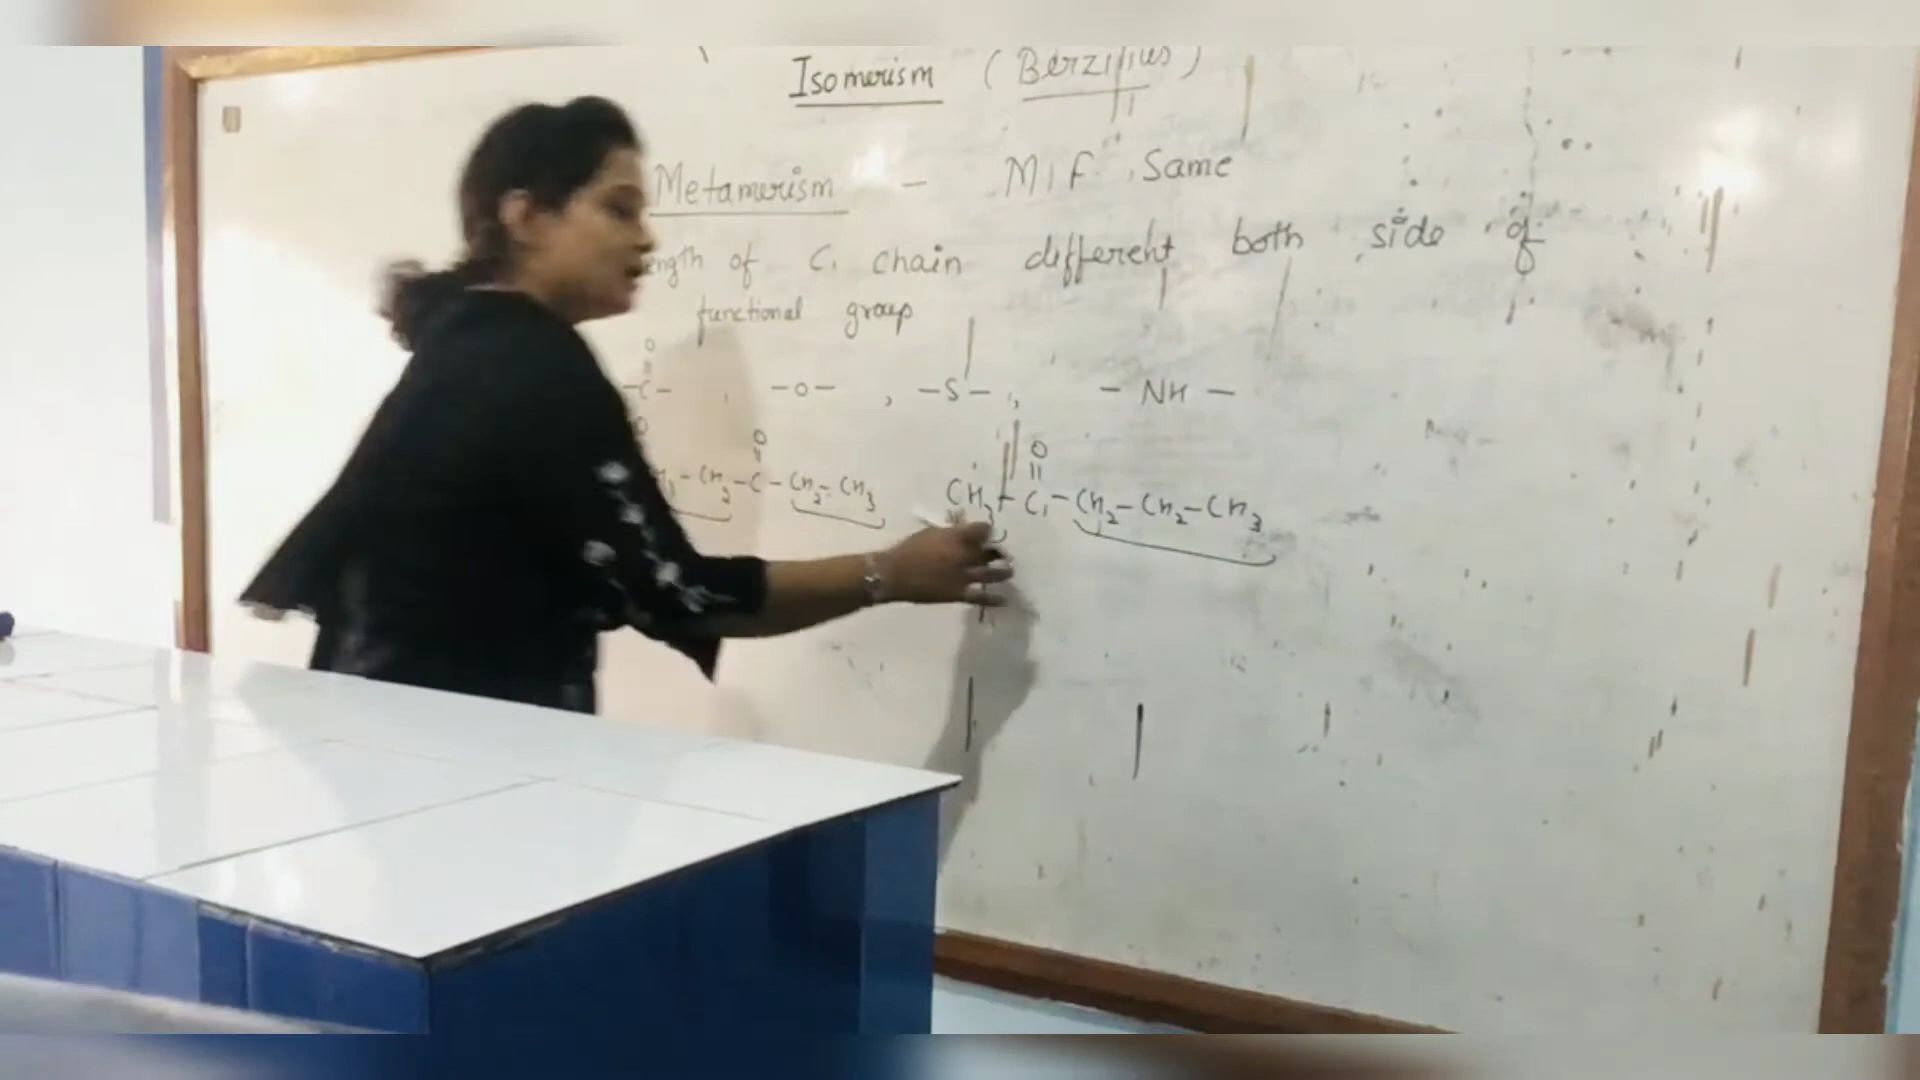 Isomerism (Berzilius)
Metamerism - M.F. Same
ength of C. chain different both side of
functional group
O
||
-C- , -O- , -S- , - NH -
O O
|| ||
-CH2-C-CH2-CH3 CH3-C-CH2-CH2-CH3